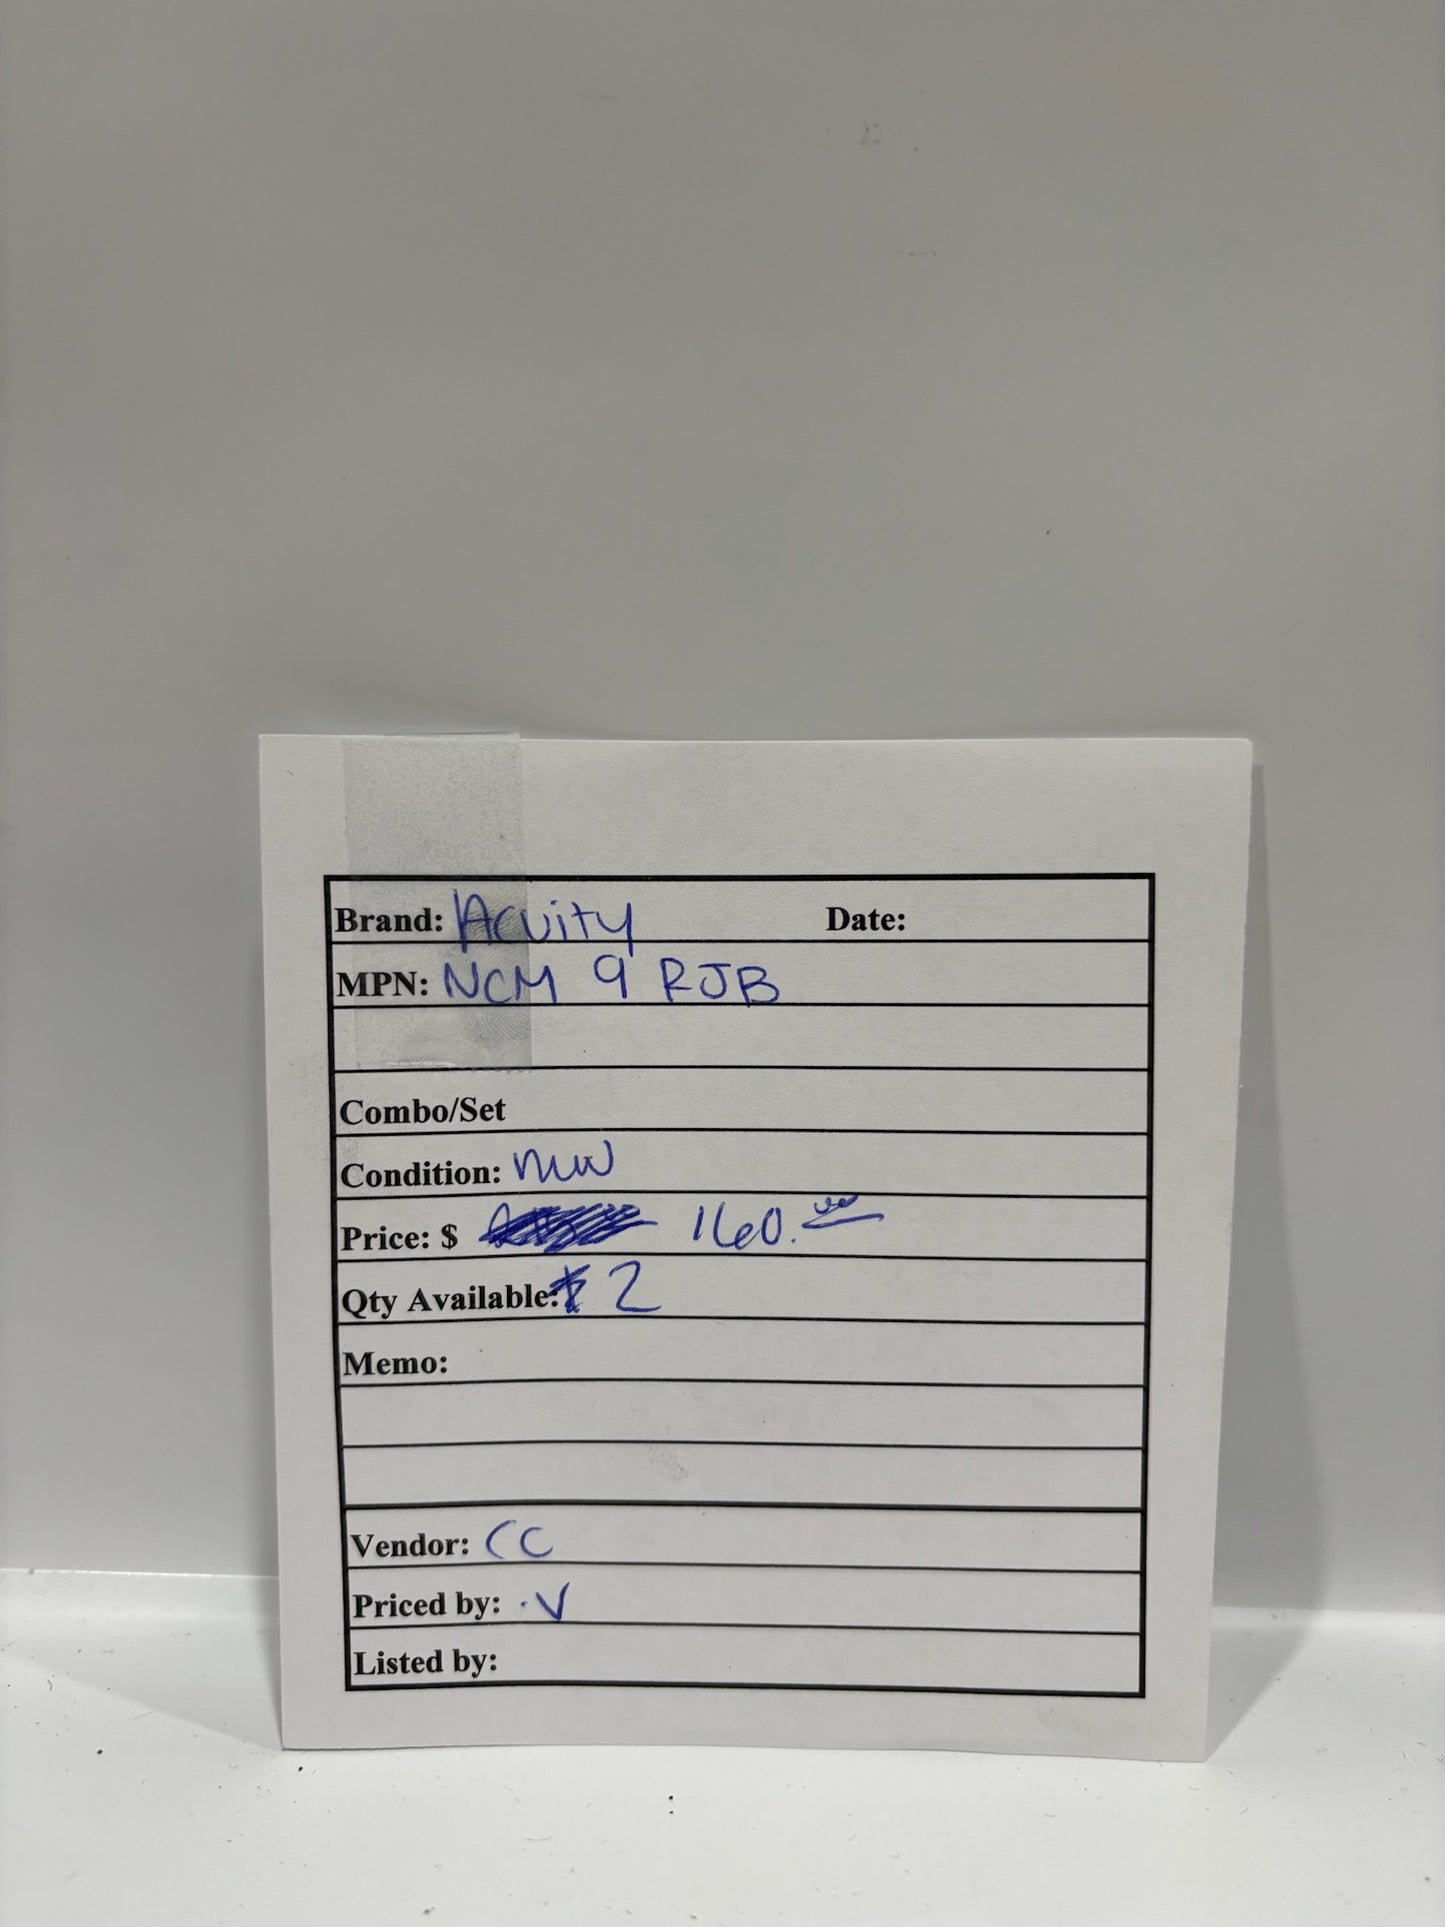 Brand: Acuity Date:
MPN: NCM 9 RJB
Combo/Set
Condition: new
Price: $ 160.00
Qty Available: 2
Memo:
Vendor: CC
Priced by: .V
Listed by: